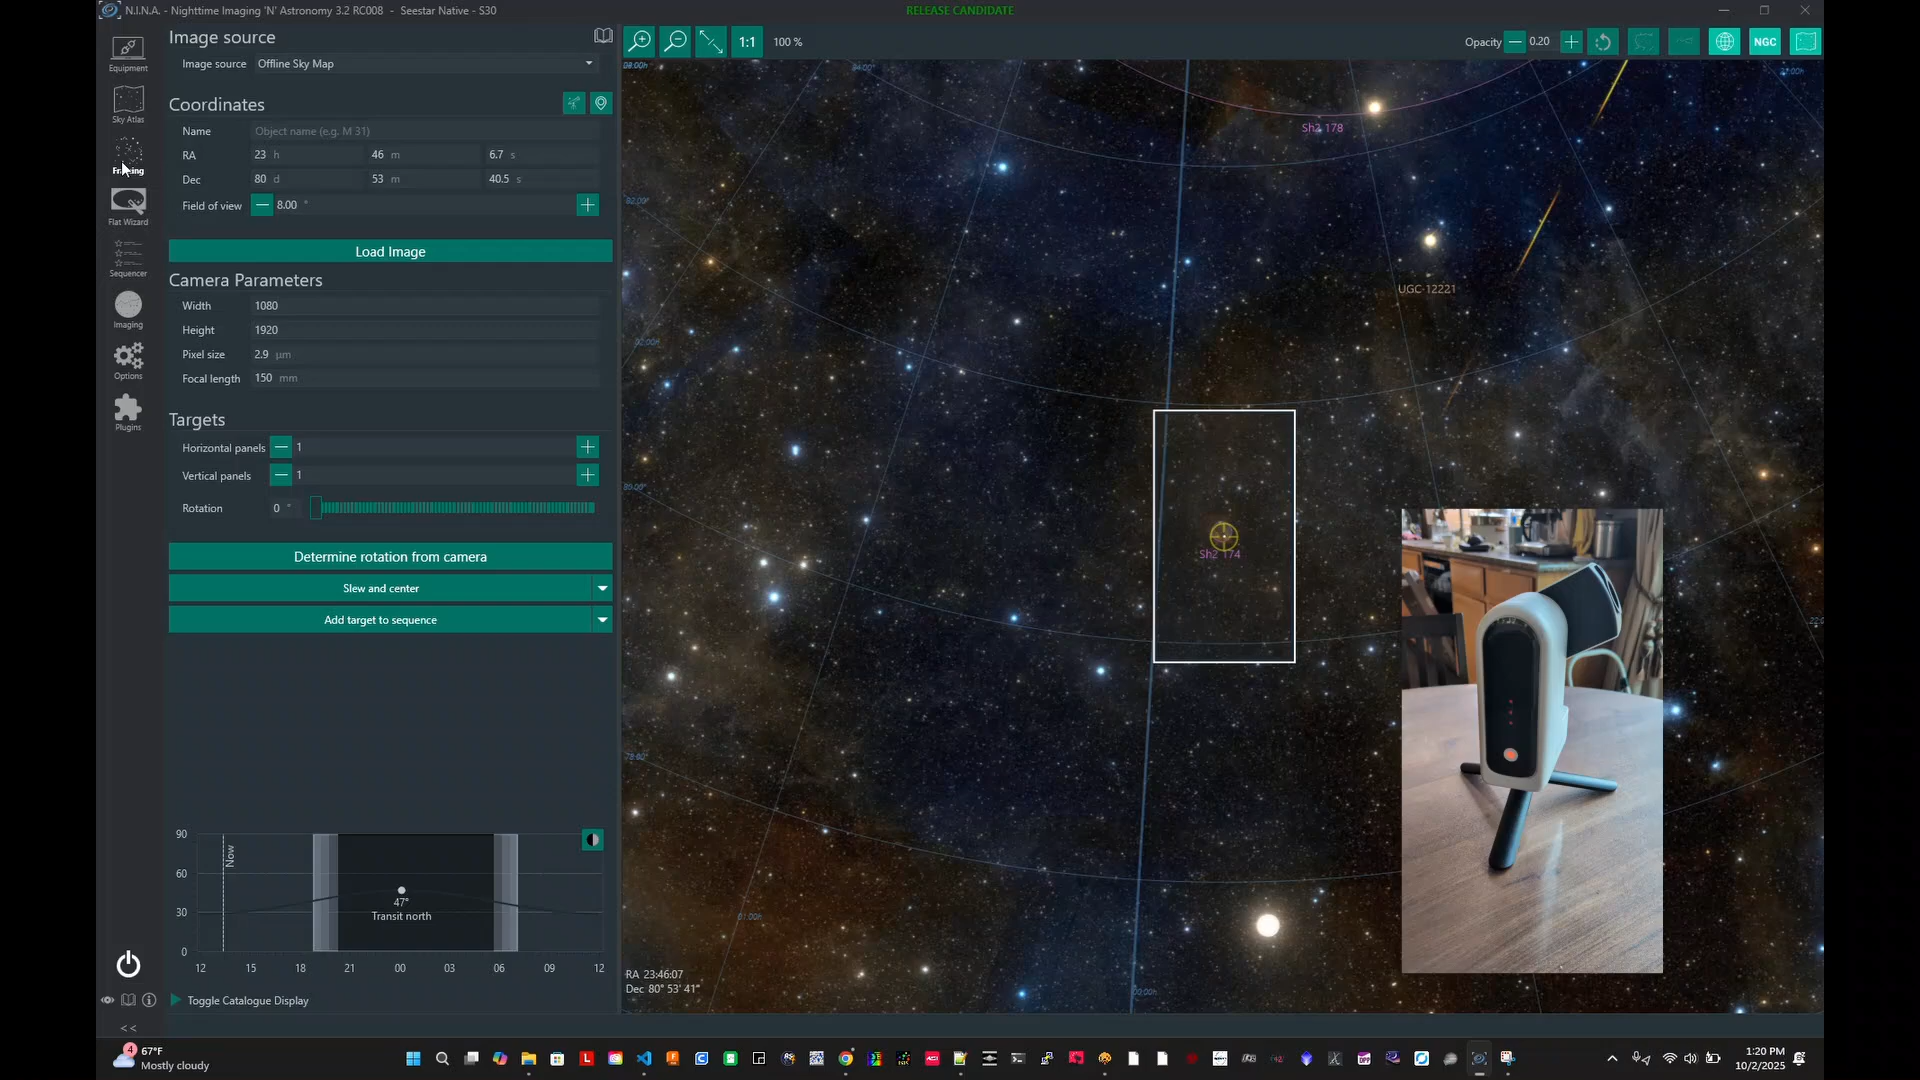 N.I.N.A. - Nighttime Imaging 'N' Astronomy 3.2 RC008 - Seestar Native - S30
RELEASE CANDIDATE
Equipment
Sky Atlas
Framing
Flat Wizard
Sequencer
Imaging
Options
Plugins
<<
Image source
Image source Offline Sky Map
Coordinates
Name Object name (e.g. M 31)
RA 23 h 46 m 6.7 s
Dec 80 d 53 m 40.5 s
Field of view 8.00 °
Load Image
Camera Parameters
Width 1080
Height 1920
Pixel size 2.9 µm
Focal length 150 mm
Targets
Horizontal panels 1
Vertical panels 1
Rotation 0 °
Determine rotation from camera
Slew and center
Add target to sequence
90
60
30
0
Now
47°
Transit north
12 15 18 21 00 03 06 09 12
Toggle Catalogue Display
1:1 100 %
Opacity 0.20
NGC
Sh2 178
UGC 12221
Sh2 174
01:00h
00:00h
RA 23:46:07
Dec 80° 53' 41"
4
67°F
Mostly cloudy
1:20 PM
10/2/2025